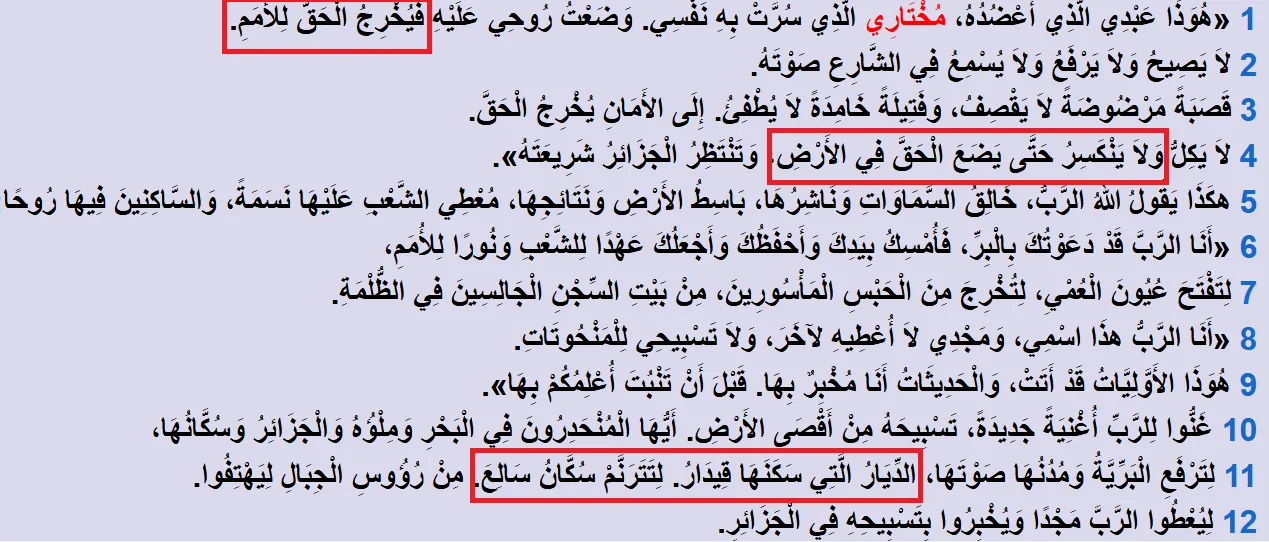 1 «هُوَذَا عَبْدِي الَّذِي أَعْضُدُهُ، مُخْتَارِي الَّذِي سُرَّتْ بِهِ نَفْسِي. وَضَعْتُ رُوحِي عَلَيْهِ فَيُخْرِجُ الْحَقَّ لِلأُمَمِ.
2 لاَ يَصِيحُ وَلاَ يَرْفَعُ وَلاَ يُسْمِعُ فِي الشَّارِعِ صَوْتَهُ.
3 قَصَبَةً مَرْضُوضَةً لاَ يَقْصِفُ، وَفَتِيلَةً خَامِدَةً لاَ يُطْفِئُ. إِلَى الأَمَانِ يُخْرِجُ الْحَقَّ.
4 لاَ يَكِلُّ وَلاَ يَنْكَسِرُ حَتَّى يَضَعَ الْحَقَّ فِي الأَرْضِ، وَتَنْتَظِرُ الْجَزَائِرُ شَرِيعَتَهُ».
5 هكَذَا يَقُولُ اللهُ الرَّبُّ، خَالِقُ السَّمَاوَاتِ وَنَاشِرُهَا، بَاسِطُ الأَرْضِ وَنَتَائِجِهَا، مُعْطِي الشَّعْبِ عَلَيْهَا نَسَمَةً، وَالسَّاكِنِينَ فِيهَا رُوحًا
6 «أَنَا الرَّبَّ قَدْ دَعَوْتُكَ بِالْبِرِّ، فَأُمْسِكُ بِيَدِكَ وَأَحْفَظُكَ وَأَجْعَلُكَ عَهْدًا لِلشَّعْبِ وَنُورًا لِلأُمَمِ،
7 لِتَفْتَحَ عُيُونَ الْعُمْيِ، لِتُخْرِجَ مِنَ الْحَبْسِ الْمَأْسُورِينَ، مِنْ بَيْتِ السِّجْنِ الْجَالِسِينَ فِي الظُّلْمَةِ.
8 «أَنَا الرَّبُّ هذَا اسْمِي، وَمَجْدِي لاَ أُعْطِيهِ لآخَرَ، وَلاَ تَسْبِيحِي لِلْمَنْحُوتَاتِ.
9 هُوَذَا الأَوَّلِيَّاتُ قَدْ أَتَتْ، وَالْحَدِيثَاتُ أَنَا مُخْبِرٌ بِهَا. قَبْلَ أَنْ تَنْبُتَ أُعْلِمُكُمْ بِهَا».
10 غَنُّوا لِلرَّبِّ أُغْنِيَةً جَدِيدَةً، تَسْبِيحَهُ مِنْ أَقْصَى الأَرْضِ. أَيُّهَا الْمُنْحَدِرُونَ فِي الْبَحْرِ وَمِلْؤُهُ وَالْجَزَائِرُ وَسُكَّانُهَا،
11 لِتَرْفَعِ الْبَرِّيَّةُ وَمُدُنُهَا صَوْتَهَا، الدِّيَارُ الَّتِي سَكَنَهَا قِيدَارُ. لِتَتَرَنَّمْ سُكَّانُ سَالِعَ. مِنْ رُؤُوسِ الْجِبَالِ لِيَهْتِفُوا.
12 لِيُعْطُوا الرَّبَّ مَجْدًا وَيُخْبِرُوا بِتَسْبِيحِهِ فِي الْجَزَائِرِ.